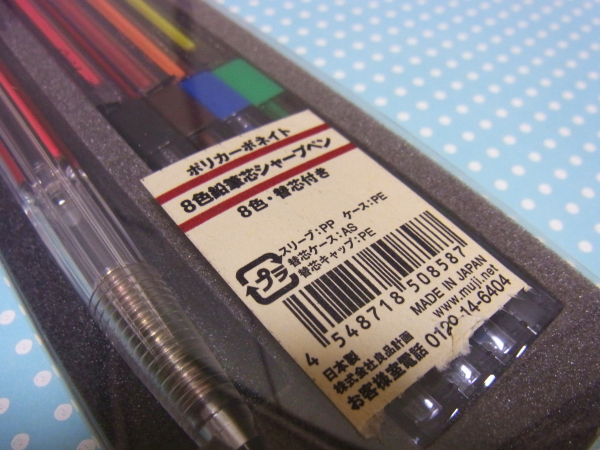 ポリカーボネイト
8色鉛筆芯シャープペン
8色・替芯付き
プラ
スリーブ:PP ケース:PE
替芯ケース:AS
替芯キャップ:PE
4 548718 508587
日本製 MADE IN JAPAN
株式会社良品計画 www.muji.net
お客様室電話 0120-14-6404